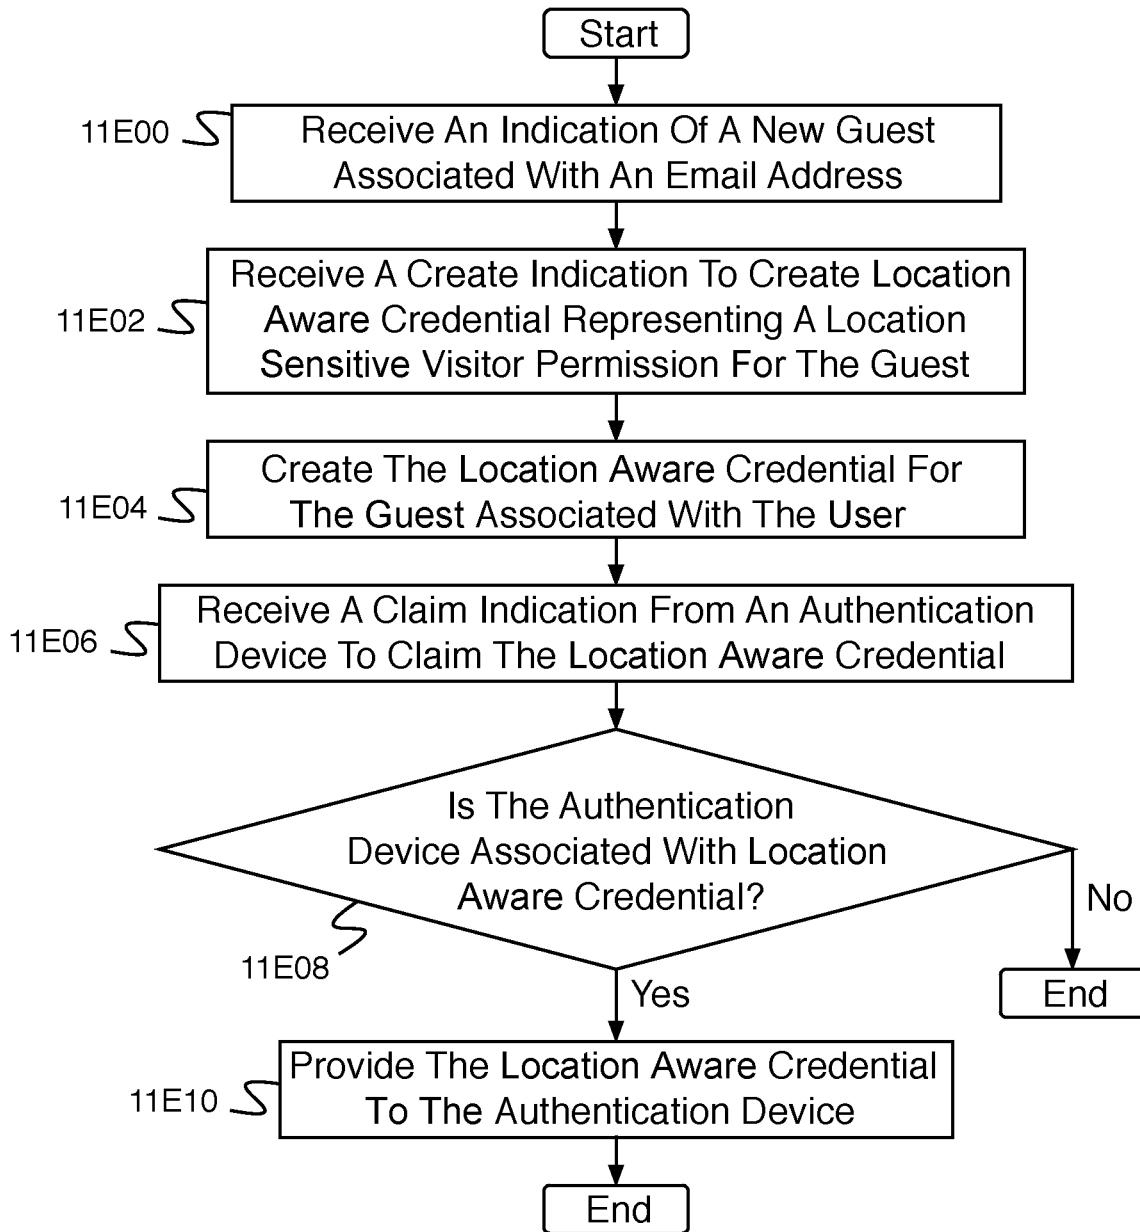 Start
11E00
Receive An Indication Of A New Guest
Associated With An Email Address
11E02
Receive A Create Indication To Create Location
Aware Credential Representing A Location
Sensitive Visitor Permission For The Guest
11E04
Create The Location Aware Credential For
The Guest Associated With The User
11E06
Receive A Claim Indication From An Authentication
Device To Claim The Location Aware Credential
Is The Authentication
Device Associated With Location
Aware Credential?
11E08
No
End
Yes
11E10
Provide The Location Aware Credential
To The Authentication Device
End